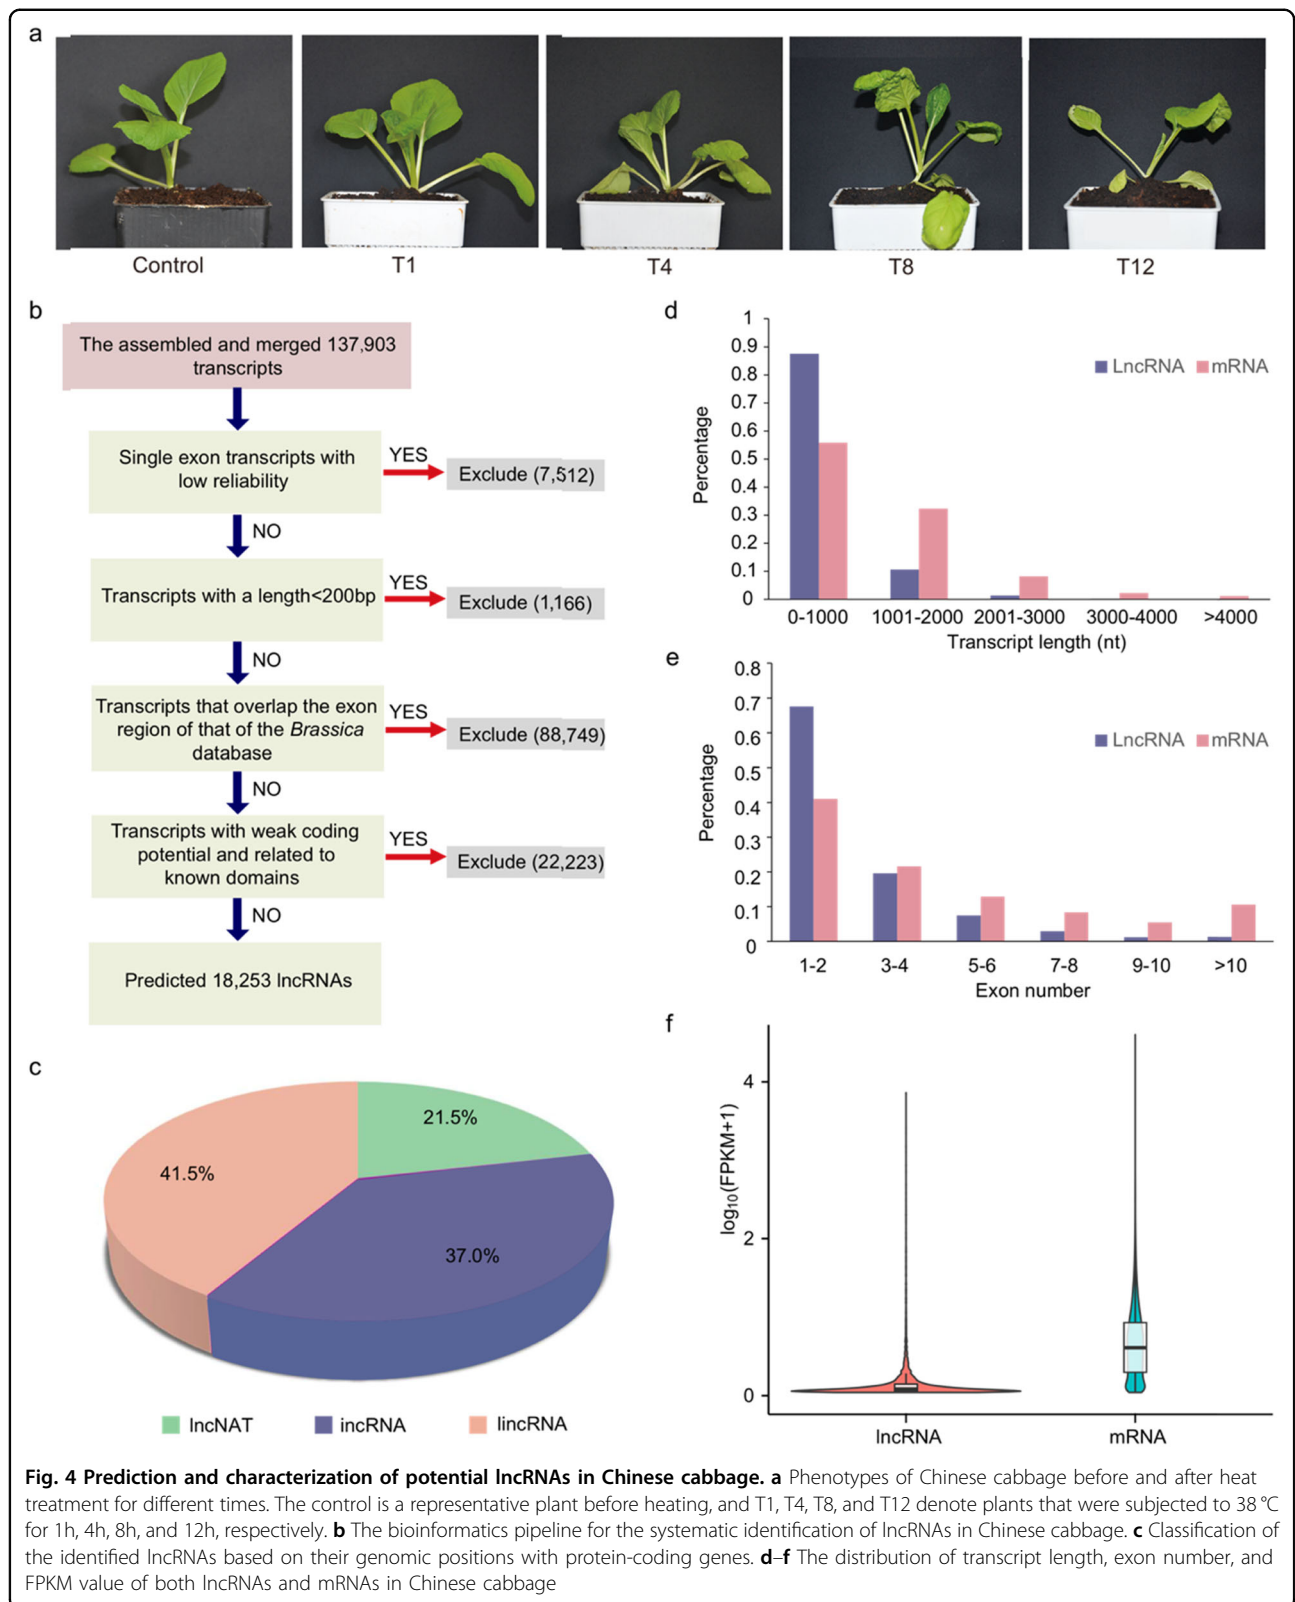 a
Control
T1
T4
T8
T12
b
The assembled and merged 137,903
transcripts
Single exon transcripts with
low reliability
YES
Exclude (7,512)
NO
Transcripts with a length<200bp
YES
Exclude (1,166)
NO
Transcripts that overlap the exon
region of that of the Brassica
database
YES
Exclude (88,749)
NO
Transcripts with weak coding
potential and related to
known domains
YES
Exclude (22,223)
NO
Predicted 18,253 lncRNAs
c
21.5%
41.5%
37.0%
lncNAT
incRNA
lincRNA
d
1
0.9
0.8
0.7
0.6
0.5
0.4
0.3
0.2
0.1
0
Percentage
LncRNA
mRNA
0-1000
1001-2000
2001-3000
3000-4000
>4000
Transcript length (nt)
e
0.8
0.7
0.6
0.5
0.4
0.3
0.2
0.1
0
Percentage
LncRNA
mRNA
1-2
3-4
5-6
7-8
9-10
>10
Exon number
f
4
2
0
log10(FPKM+1)
lncRNA
mRNA
Fig. 4 Prediction and characterization of potential lncRNAs in Chinese cabbage. a Phenotypes of Chinese cabbage before and after heat
treatment for different times. The control is a representative plant before heating, and T1, T4, T8, and T12 denote plants that were subjected to 38 °C
for 1h, 4h, 8h, and 12h, respectively. b The bioinformatics pipeline for the systematic identification of lncRNAs in Chinese cabbage. c Classification of
the identified lncRNAs based on their genomic positions with protein-coding genes. d–f The distribution of transcript length, exon number, and
FPKM value of both lncRNAs and mRNAs in Chinese cabbage